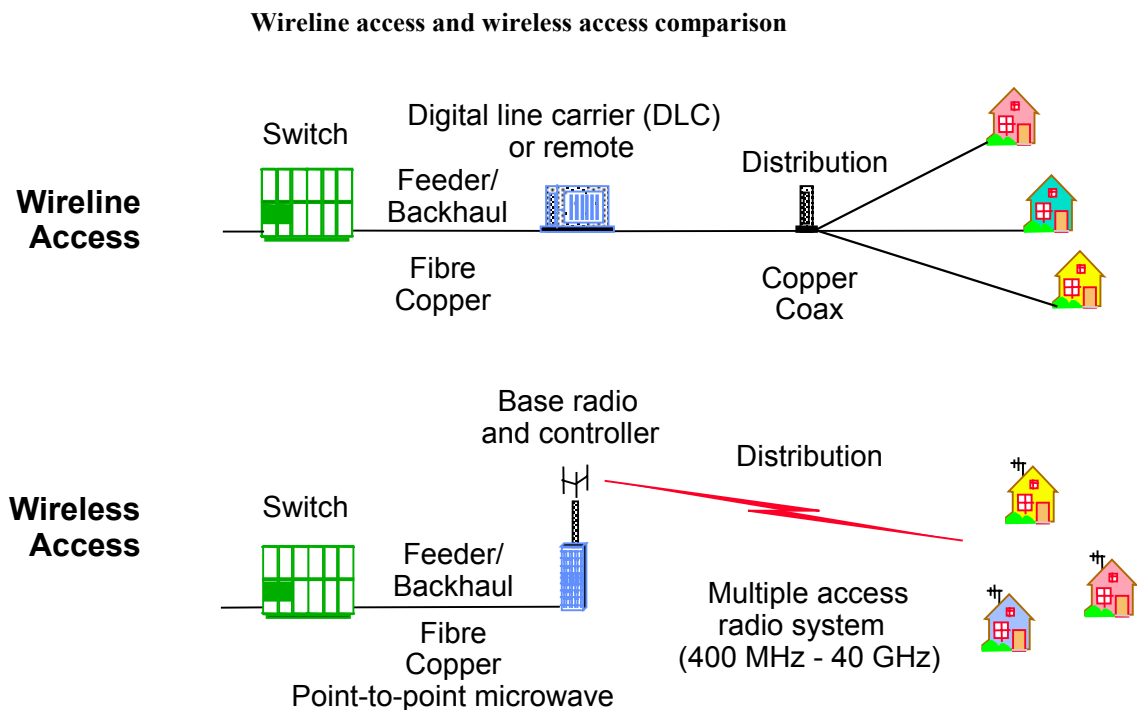 Wireline access and wireless access comparison
Wireline
Access
Switch
Feeder/
Backhaul
Fibre
Copper
Digital line carrier (DLC)
or remote
Distribution
Copper
Coax
Wireless
Access
Switch
Feeder/
Backhaul
Fibre
Copper
Point-to-point microwave
Base radio
and controller
Distribution
Multiple access
radio system
(400 MHz - 40 GHz)